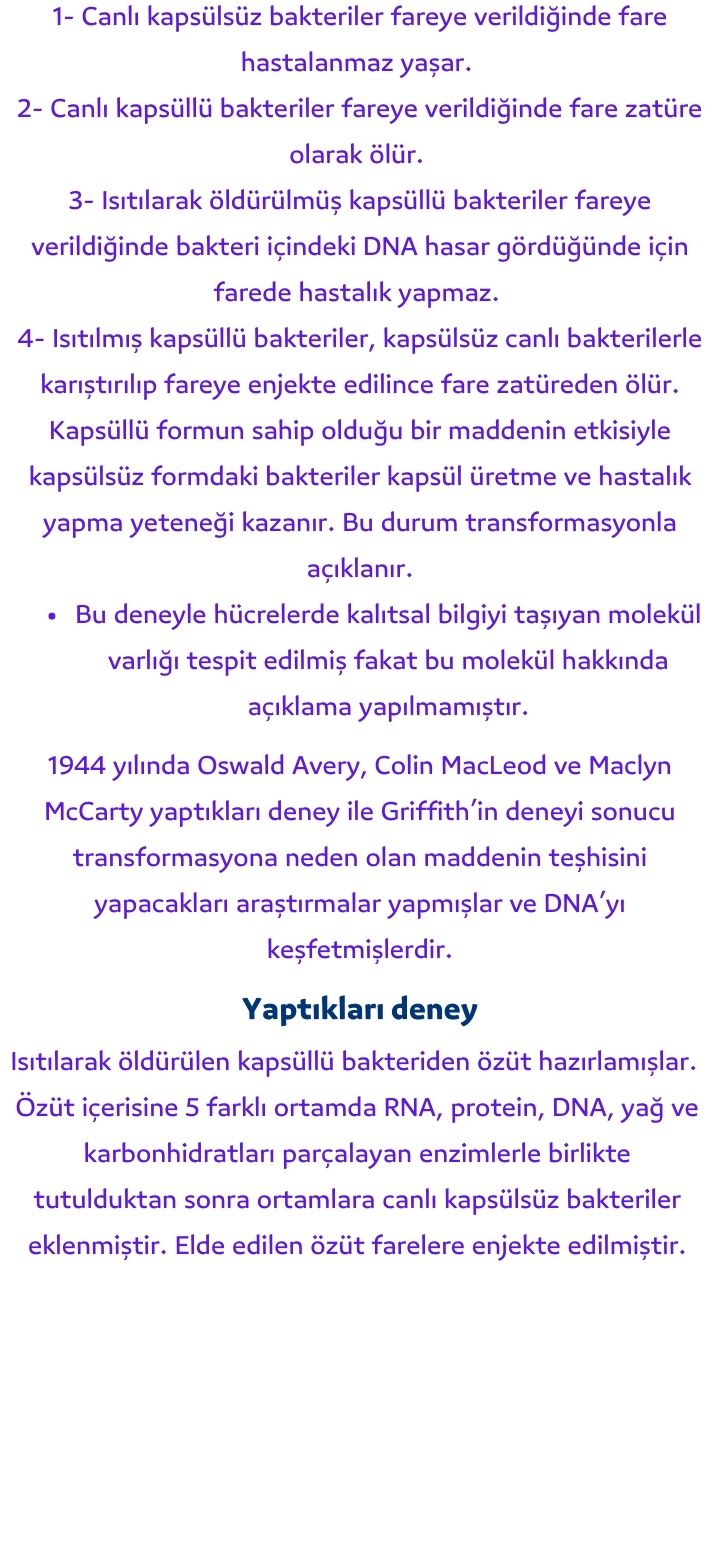 1- Canlı kapsülsüz bakteriler fareye verildiğinde fare
hastalanmaz yaşar.
2- Canlı kapsüllü bakteriler fareye verildiğinde fare zatüre
olarak ölür.
3- Isıtılarak öldürülmüş kapsüllü bakteriler fareye
verildiğinde bakteri içindeki DNA hasar gördüğünde için
farede hastalık yapmaz.
4- Isıtılmış kapsüllü bakteriler, kapsülsüz canlı bakterilerle
karıştırılıp fareye enjekte edilince fare zatüreden ölür.
Kapsüllü formun sahip olduğu bir maddenin etkisiyle
kapsülsüz formdaki bakteriler kapsül üretme ve hastalık
yapma yeteneği kazanır. Bu durum transformasyonla
açıklanır.
• Bu deneyle hücrelerde kalıtsal bilgiyi taşıyan molekül
varlığı tespit edilmiş fakat bu molekül hakkında
açıklama yapılmamıştır.
1944 yılında Oswald Avery, Colin MacLeod ve Maclyn
McCarty yaptıkları deney ile Griffith’in deneyi sonucu
transformasyona neden olan maddenin teşhisini
yapacakları araştırmalar yapmışlar ve DNA’yı
keşfetmişlerdir.
Yaptıkları deney
Isıtılarak öldürülen kapsüllü bakteriden özüt hazırlamışlar.
Özüt içerisine 5 farklı ortamda RNA, protein, DNA, yağ ve
karbonhidratları parçalayan enzimlerle birlikte
tutulduktan sonra ortamlara canlı kapsülsüz bakteriler
eklenmiştir. Elde edilen özüt farelere enjekte edilmiştir.